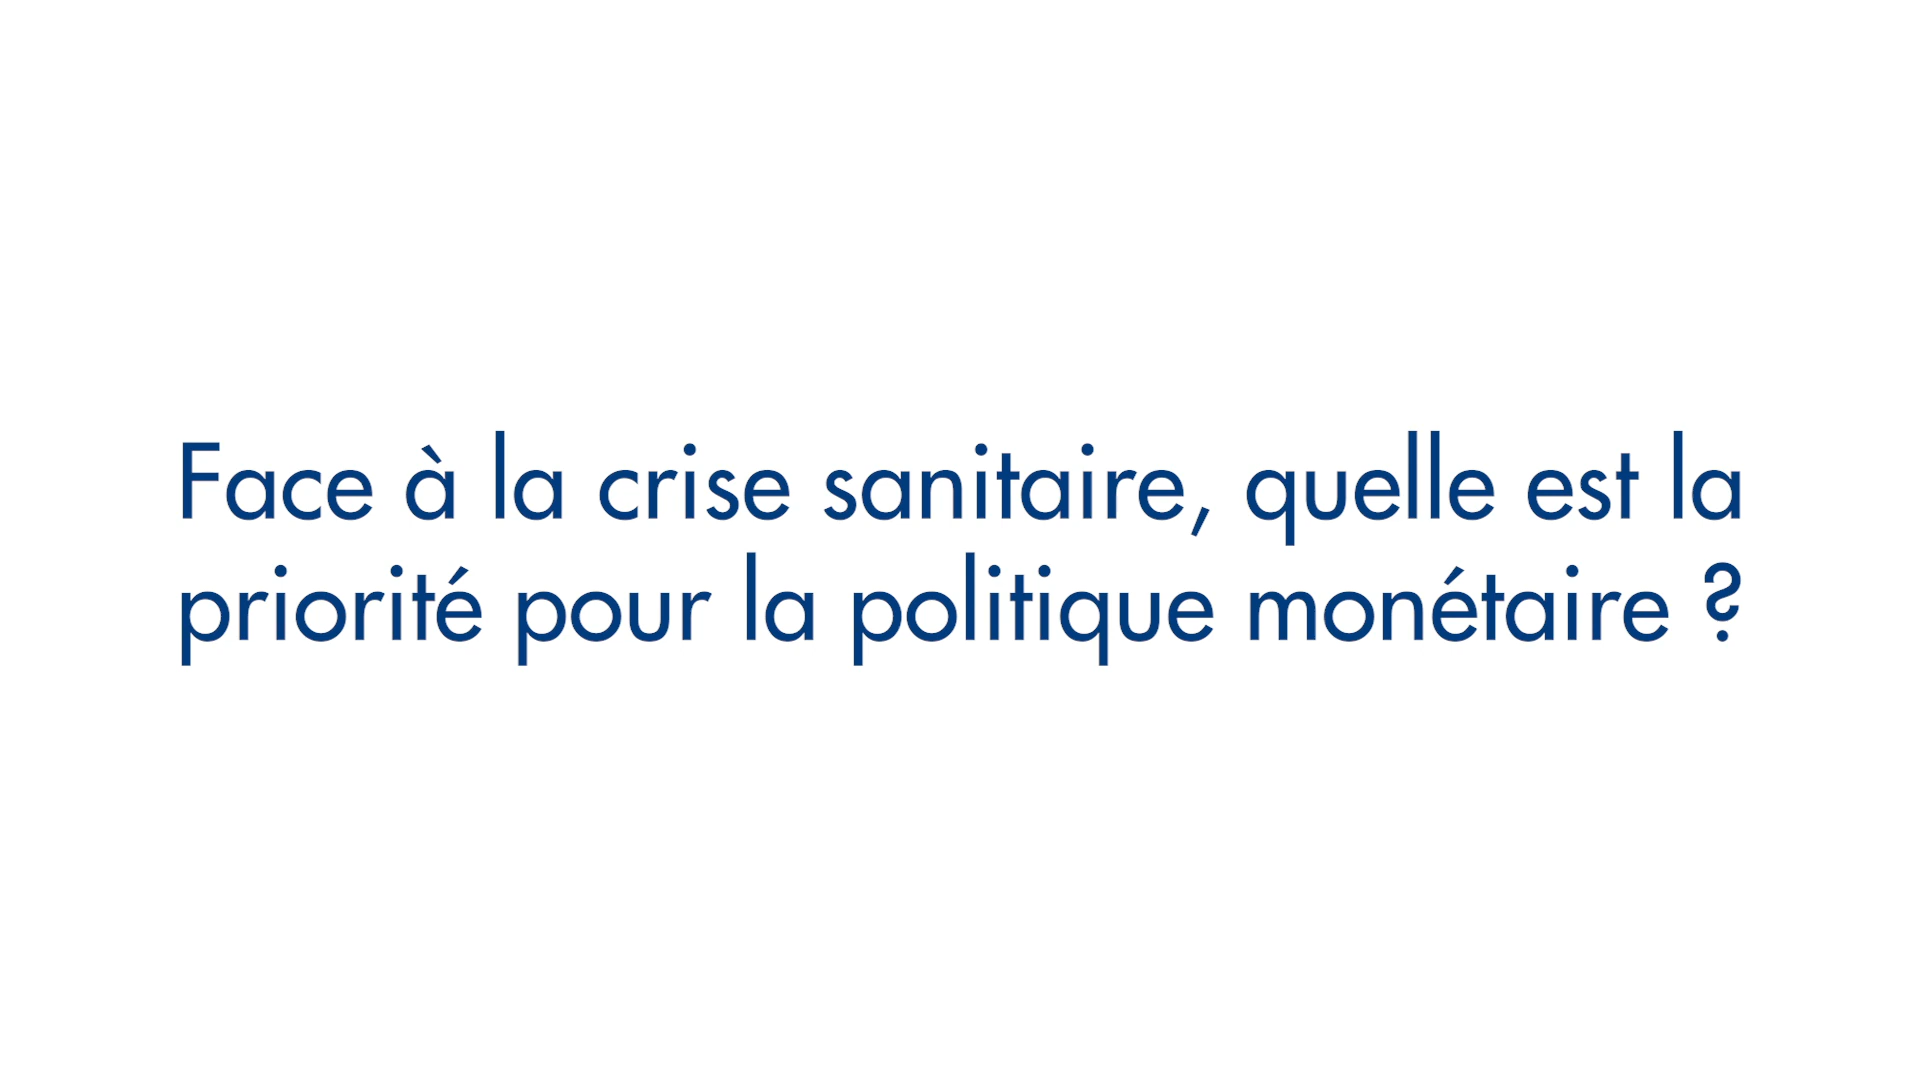 Face à la crise sanitaire, quelle est la
priorité pour la politique monétaire ?